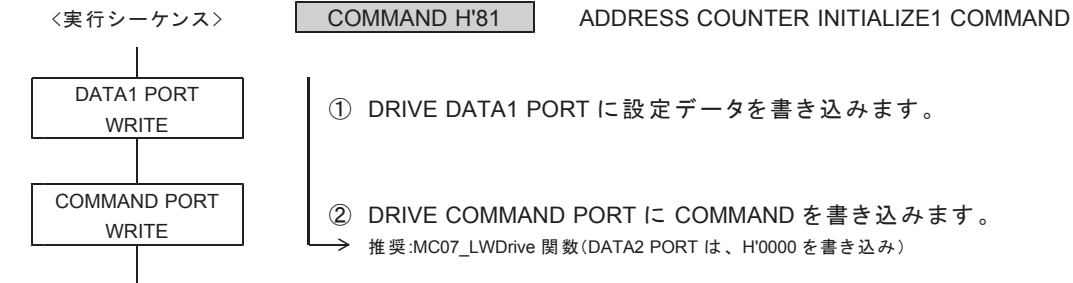 <実行シーケンス>
COMMAND H'81 ADDRESS COUNTER INITIALIZE1 COMMAND
DATA1 PORT
WRITE
① DRIVE DATA1 PORT に設定データを書き込みます。
COMMAND PORT
WRITE
② DRIVE COMMAND PORT に COMMAND を書き込みます。
推奨:MC07_LWDrive 関数(DATA2 PORT は、H'0000 を書き込み)